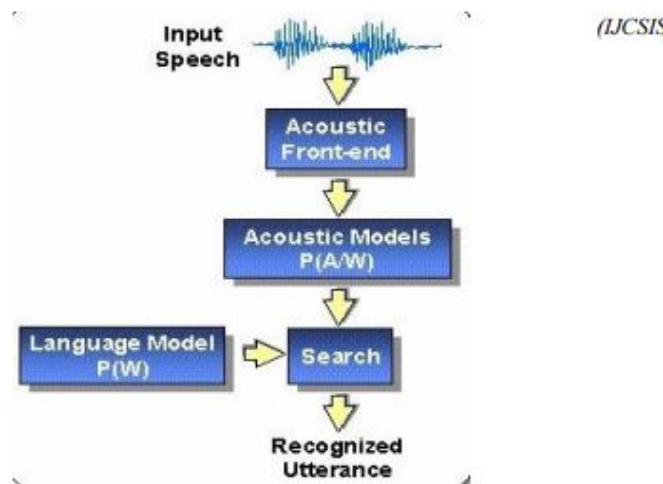 (IJCSIS
Input
Speech
Acoustic
Front-end
Acoustic Models
P(A/W)
Language Model
P(W)
Search
Recognized
Utterance